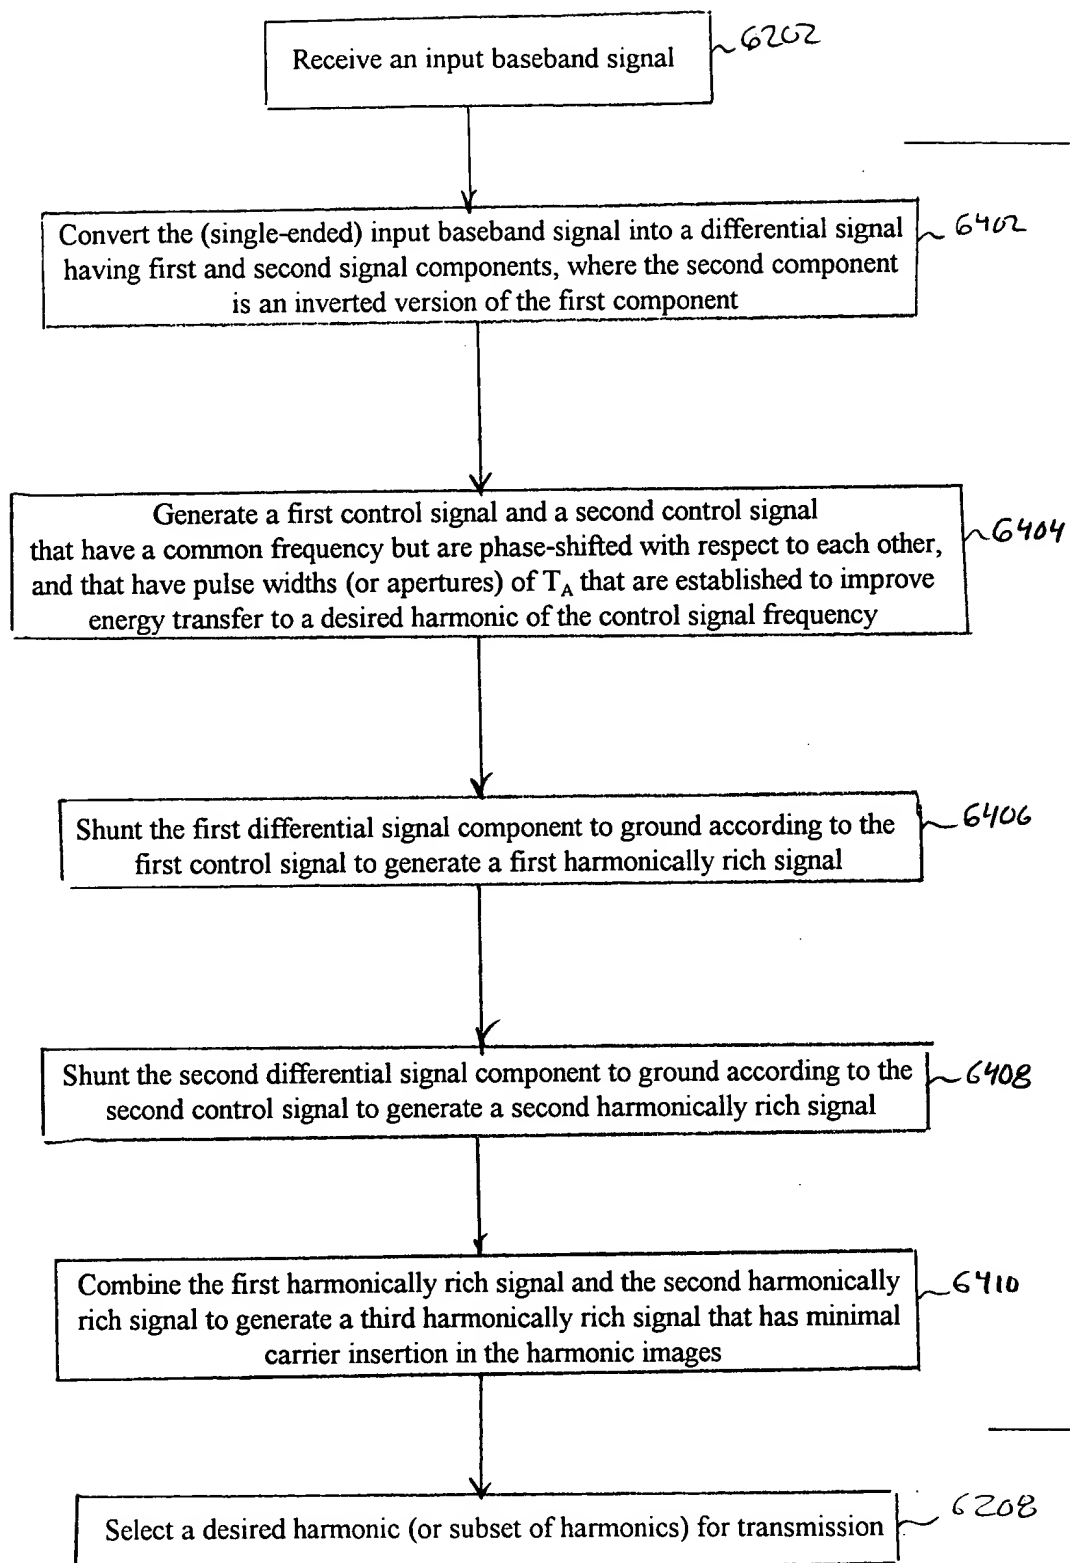 Receive an input baseband signal
6202
Convert the (single-ended) input baseband signal into a differential signal
having first and second signal components, where the second component
is an inverted version of the first component
6402
Generate a first control signal and a second control signal
that have a common frequency but are phase-shifted with respect to each other,
and that have pulse widths (or apertures) of T_A that are established to improve
energy transfer to a desired harmonic of the control signal frequency
6404
Shunt the first differential signal component to ground according to the
first control signal to generate a first harmonically rich signal
6406
Shunt the second differential signal component to ground according to the
second control signal to generate a second harmonically rich signal
6408
Combine the first harmonically rich signal and the second harmonically
rich signal to generate a third harmonically rich signal that has minimal
carrier insertion in the harmonic images
6410
Select a desired harmonic (or subset of harmonics) for transmission
6208